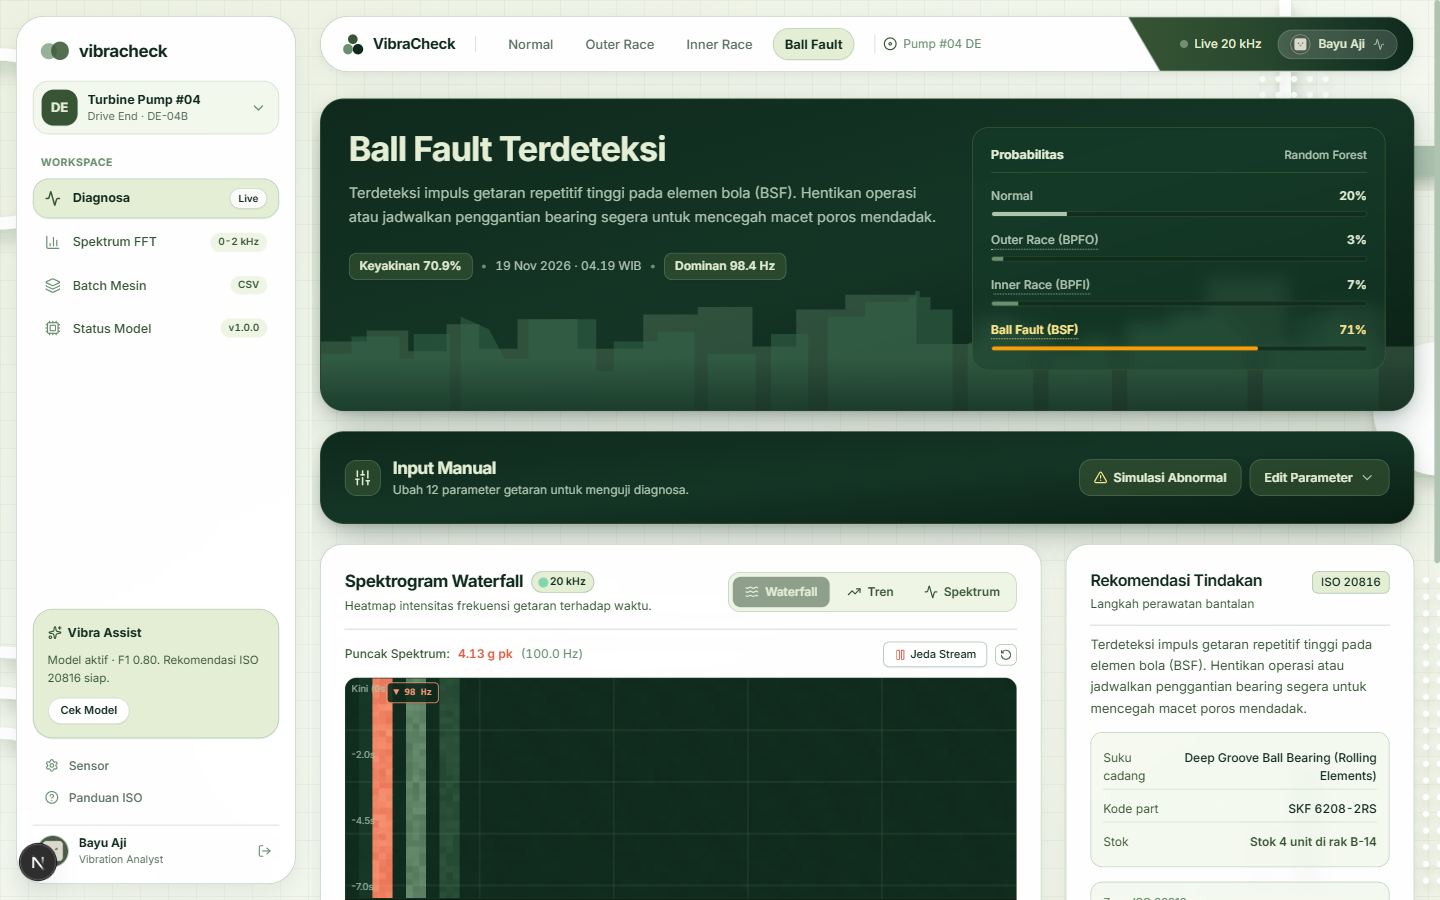 vibracheck
DE
Turbine Pump #04
Drive End · DE-04B
WORKSPACE
Diagnosa
Live
Spektrum FFT
0-2 kHz
Batch Mesin
CSV
Status Model
v1.0.0
Vibra Assist
Model aktif · F1 0.80. Rekomendasi ISO
20816 siap.
Cek Model
Sensor
Panduan ISO
Bayu Aji
Vibration Analyst
N
VibraCheck
Normal
Outer Race
Inner Race
Ball Fault
Pump #04 DE
Live 20 kHz
Bayu Aji
Ball Fault Terdeteksi
Terdeteksi impuls getaran repetitif tinggi pada elemen bola (BSF). Hentikan operasi
atau jadwalkan penggantian bearing segera untuk mencegah macet poros mendadak.
Keyakinan 70.9% • 19 Nov 2026 · 04.19 WIB • Dominan 98.4 Hz
Probabilitas
Random Forest
Normal
20%
Outer Race (BPFO)
3%
Inner Race (BPFI)
7%
Ball Fault (BSF)
71%
Input Manual
Ubah 12 parameter getaran untuk menguji diagnosa.
Simulasi Abnormal
Edit Parameter
Spektrogram Waterfall
20 kHz
Heatmap intensitas frekuensi getaran terhadap waktu.
Waterfall
Tren
Spektrum
Puncak Spektrum: 4.13 g pk (100.0 Hz)
Jeda Stream
Kini
▼ 98 Hz
-2.0s
-4.5s
-7.0s
Rekomendasi Tindakan
ISO 20816
Langkah perawatan bantalan
Terdeteksi impuls getaran repetitif tinggi pada
elemen bola (BSF). Hentikan operasi atau
jadwalkan penggantian bearing segera untuk
mencegah macet poros mendadak.
Suku
cadang
Deep Groove Ball Bearing (Rolling
Elements)
Kode part
SKF 6208-2RS
Stok
Stok 4 unit di rak B-14